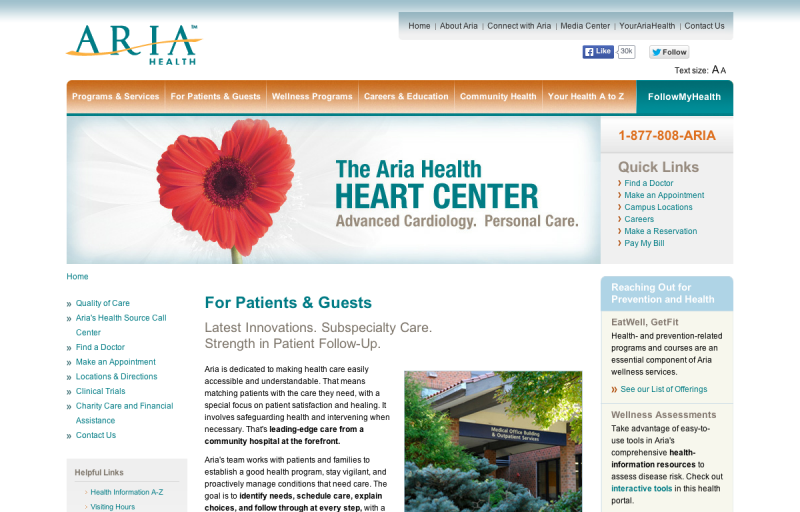 ARIA
HEALTH
Home | About Aria | Connect with Aria | Media Center | YourAriaHealth | Contact Us
Like 30k Follow
Text size: A A
Programs & Services For Patients & Guests Wellness Programs Careers & Education Community Health Your Health A to Z FollowMyHealth
The Aria Health
HEART CENTER
Advanced Cardiology. Personal Care.
1-877-808-ARIA
Quick Links
Find a Doctor
Make an Appointment
Campus Locations
Careers
Make a Reservation
Pay My Bill
Home
» Quality of Care
» Aria's Health Source Call
Center
» Find a Doctor
» Make an Appointment
» Locations & Directions
» Clinical Trials
» Charity Care and Financial
Assistance
» Contact Us
Helpful Links
Health Information A-Z
Visiting Hours
For Patients & Guests
Latest Innovations. Subspecialty Care.
Strength in Patient Follow-Up.
Aria is dedicated to making health care easily
accessible and understandable. That means
matching patients with the care they need, with a
special focus on patient satisfaction and healing. It
involves safeguarding health and intervening when
necessary. That's leading-edge care from a
community hospital at the forefront.
Aria's team works with patients and families to
establish a good health program, stay vigilant, and
proactively manage conditions that need care. The
goal is to identify needs, schedule care, explain
choices, and follow through at every step, with a
Medical Office Building
& Outpatient Services
Reaching Out for
Prevention and Health
EatWell, GetFit
Health- and prevention-related
programs and courses are an
essential component of Aria
wellness services.
» See our List of Offerings
Wellness Assessments
Take advantage of easy-to-
use tools in Aria's
comprehensive health-
information resources to
assess disease risk. Check out
interactive tools in this health
portal.